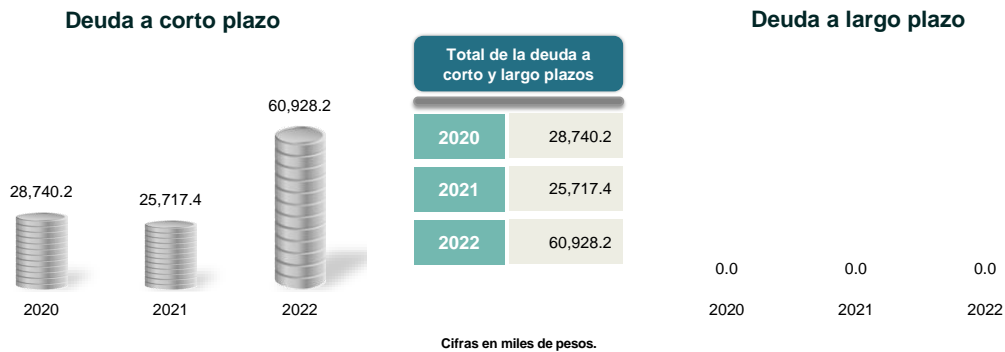 Deuda a corto plazo
60,928.2
28,740.2
25,717.4
2020
2021
2022
Total de la deuda a
corto y largo plazos
2020 28,740.2
2021 25,717.4
2022 60,928.2
Cifras en miles de pesos.
Deuda a largo plazo
0.0 0.0 0.0
2020 2021 2022